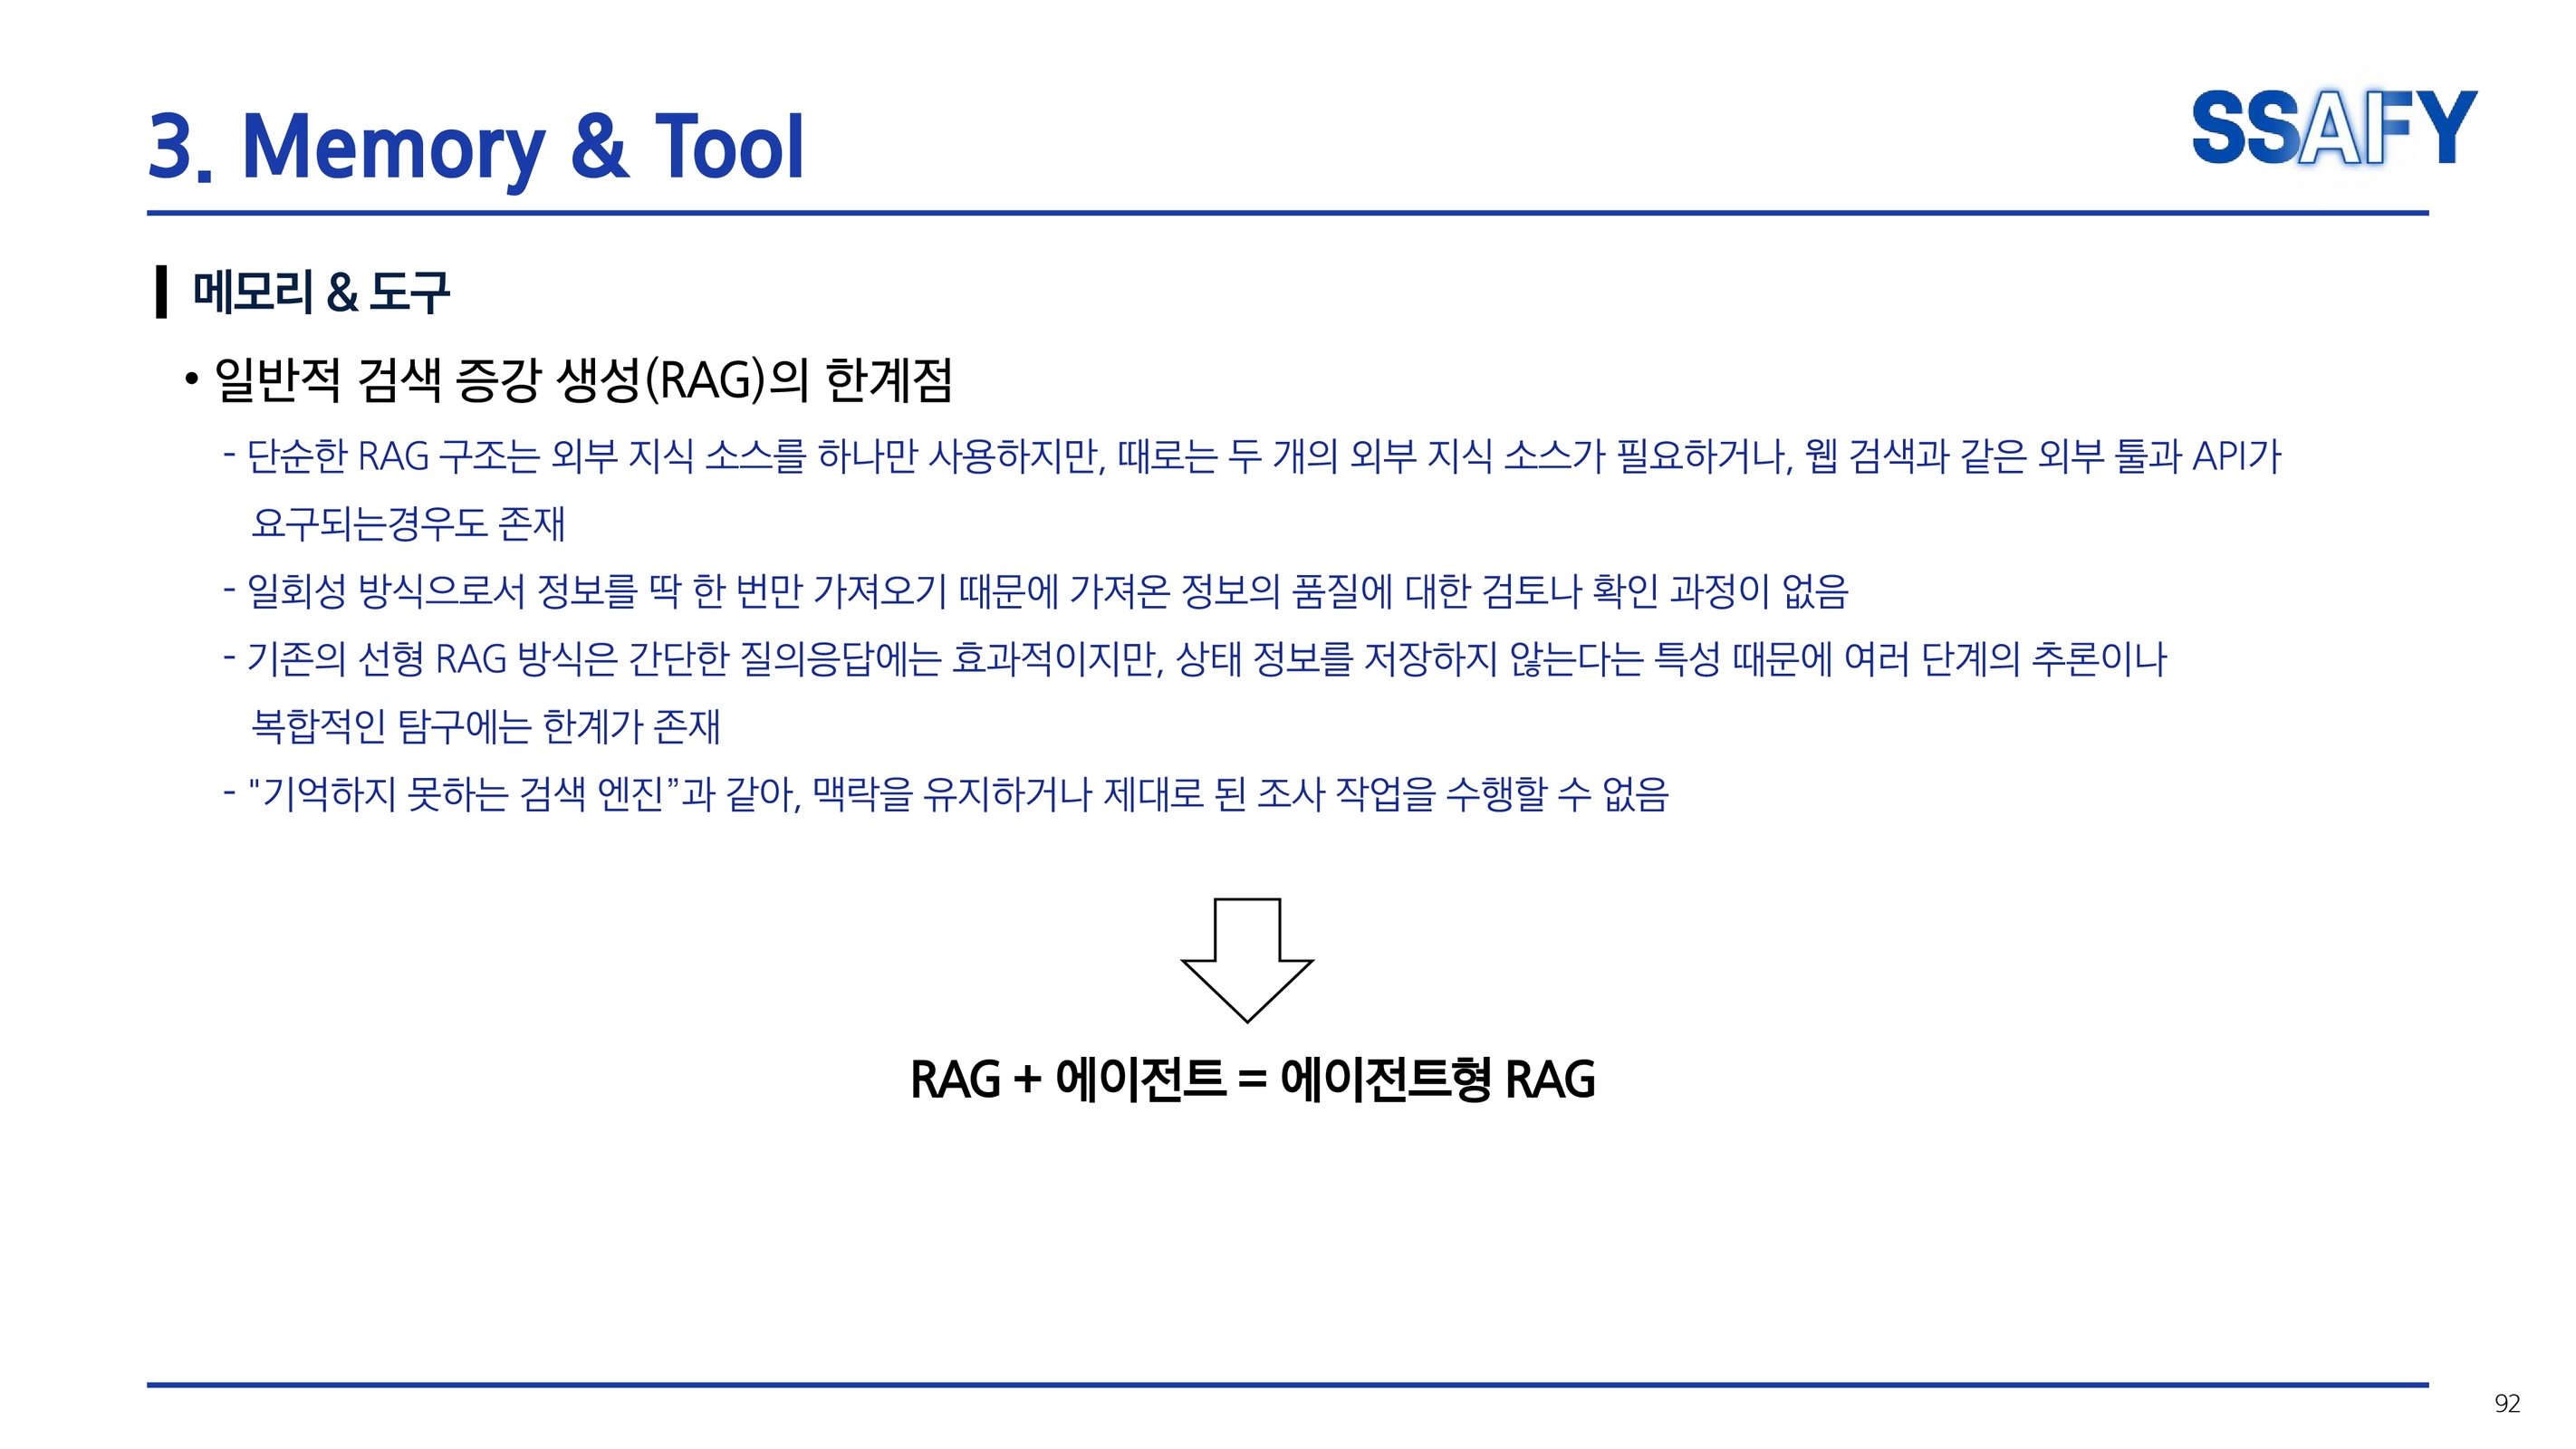 3. Memory & Tool
SSAFY
메모리 & 도구
• 일반적 검색 증강 생성(RAG)의 한계점
- 단순한 RAG 구조는 외부 지식 소스를 하나만 사용하지만, 때로는 두 개의 외부 지식 소스가 필요하거나, 웹 검색과 같은 외부 툴과 API가
요구되는경우도 존재
- 일회성 방식으로서 정보를 딱 한 번만 가져오기 때문에 가져온 정보의 품질에 대한 검토나 확인 과정이 없음
- 기존의 선형 RAG 방식은 간단한 질의응답에는 효과적이지만, 상태 정보를 저장하지 않는다는 특성 때문에 여러 단계의 추론이나
복합적인 탐구에는 한계가 존재
- "기억하지 못하는 검색 엔진”과 같아, 맥락을 유지하거나 제대로 된 조사 작업을 수행할 수 없음
RAG + 에이전트 = 에이전트형 RAG
92